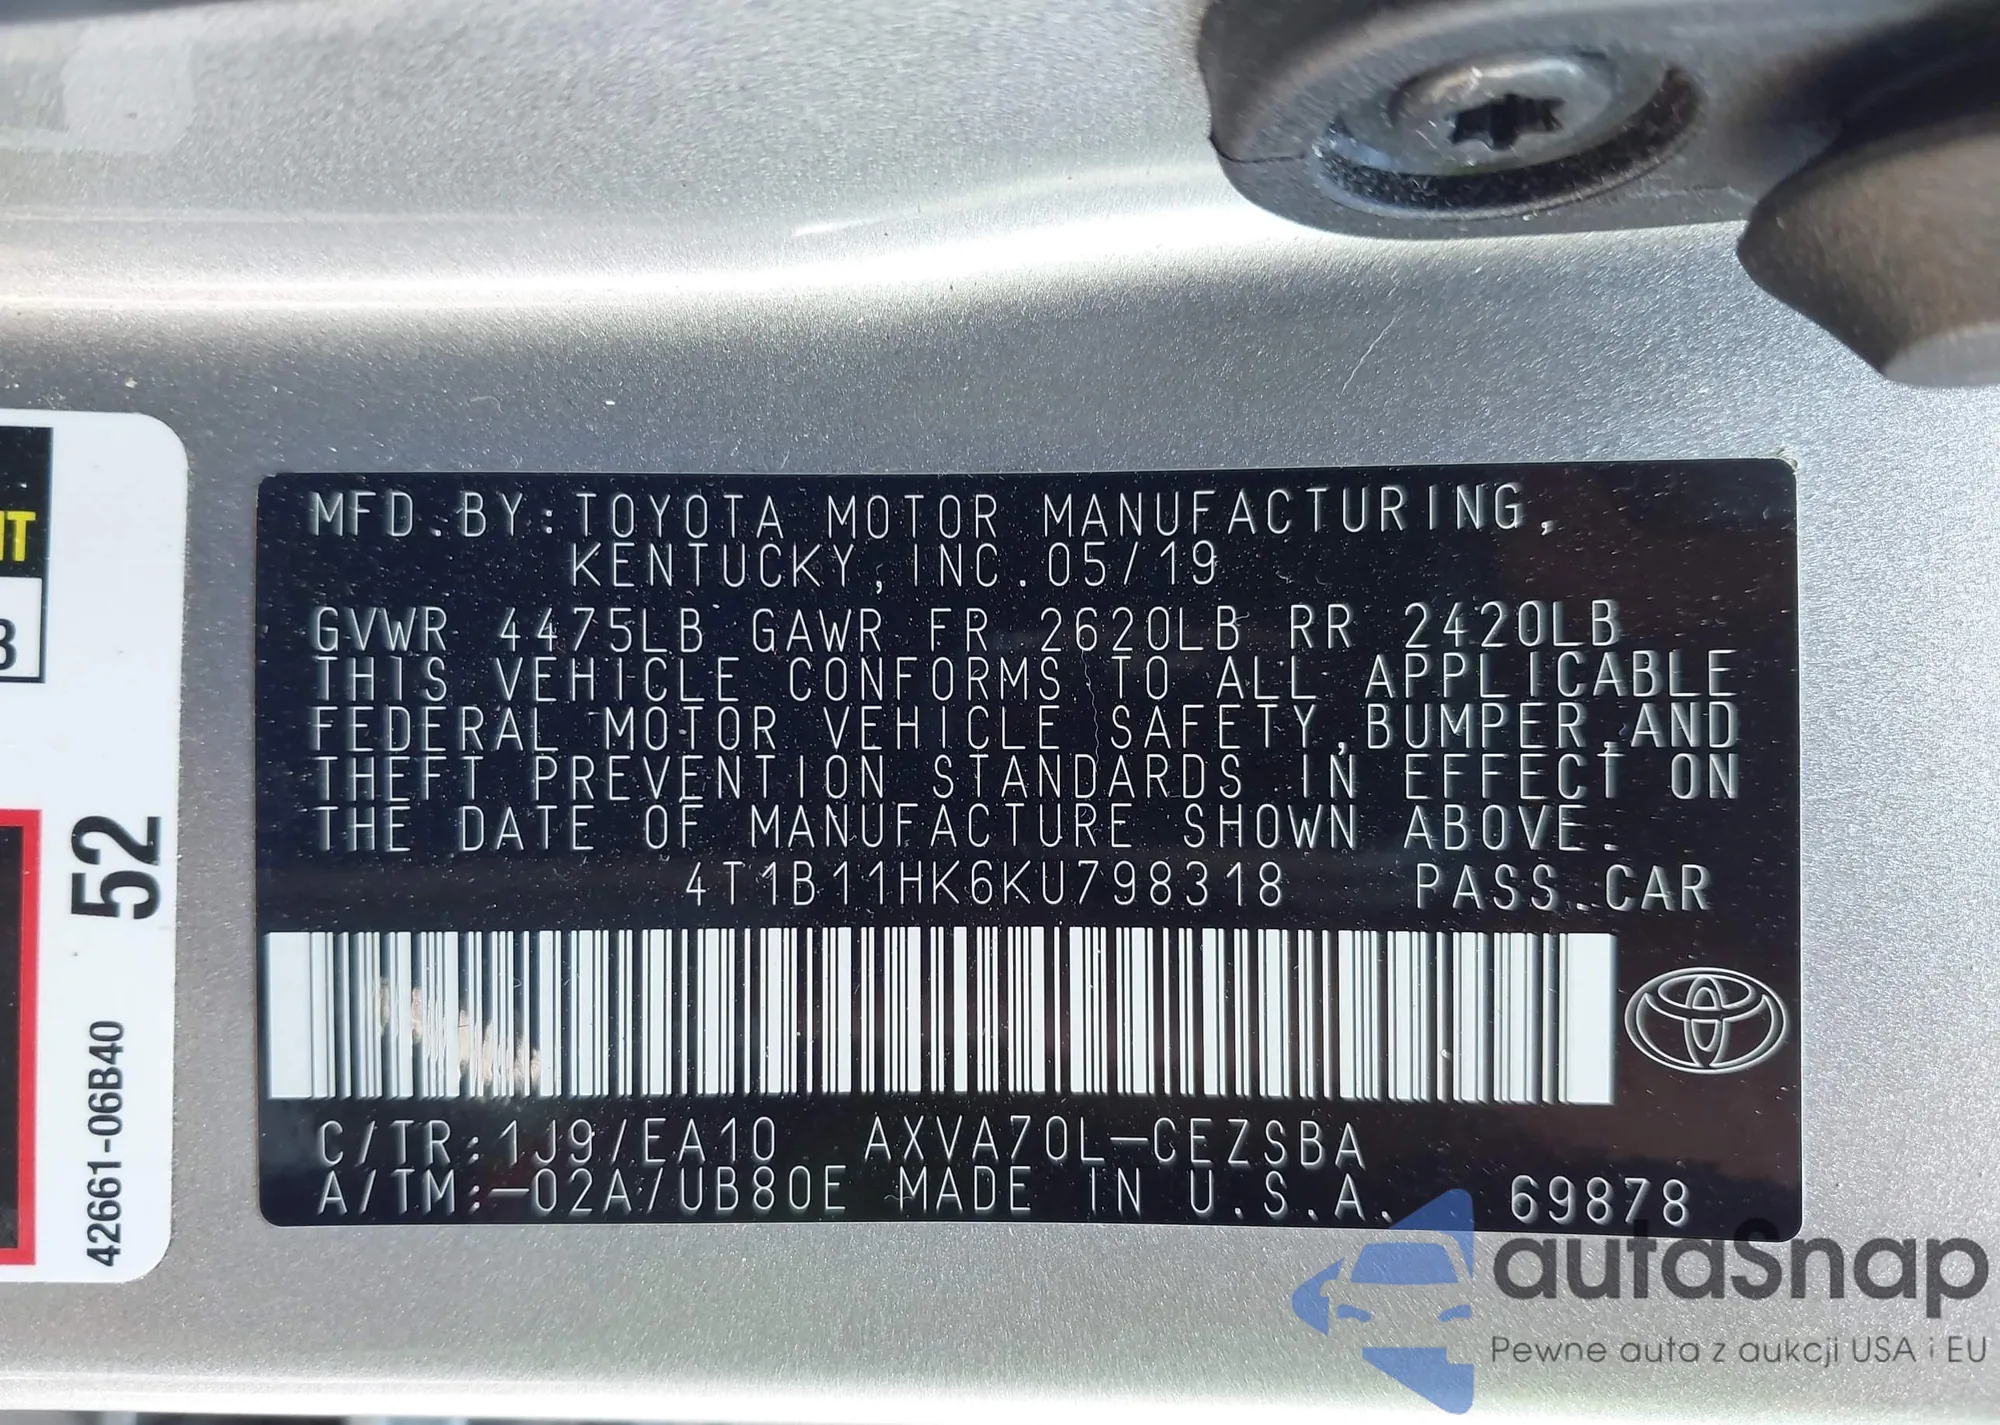 MFD.BY:TOYOTA MOTOR MANUFACTURING,
KENTUCKY,INC.05/19
GVWR 4475LB GAWR FR 2620LB RR 2420LB
THIS VEHICLE CONFORMS TO ALL APPLICABLE
FEDERAL MOTOR VEHICLE SAFETY,BUMPER,AND
THEFT PREVENTION STANDARDS IN EFFECT ON
THE DATE OF MANUFACTURE SHOWN ABOVE.
4T1B11HK6KU798318 PASS.CAR
C/TR:1J9/EA10 AXVA70L-CEZSBA
A/TM:-02A/UB80E MADE IN U.S.A. 69878
52
42661-06B40
autaSnap
Pewne auta z aukcji USA i EU